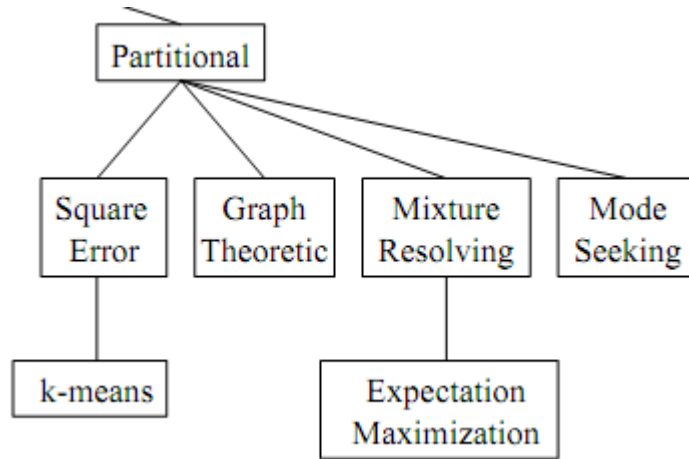 Partitional
Square
Error
Graph
Theoretic
Mixture
Resolving
Mode
Seeking
k-means
Expectation
Maximization